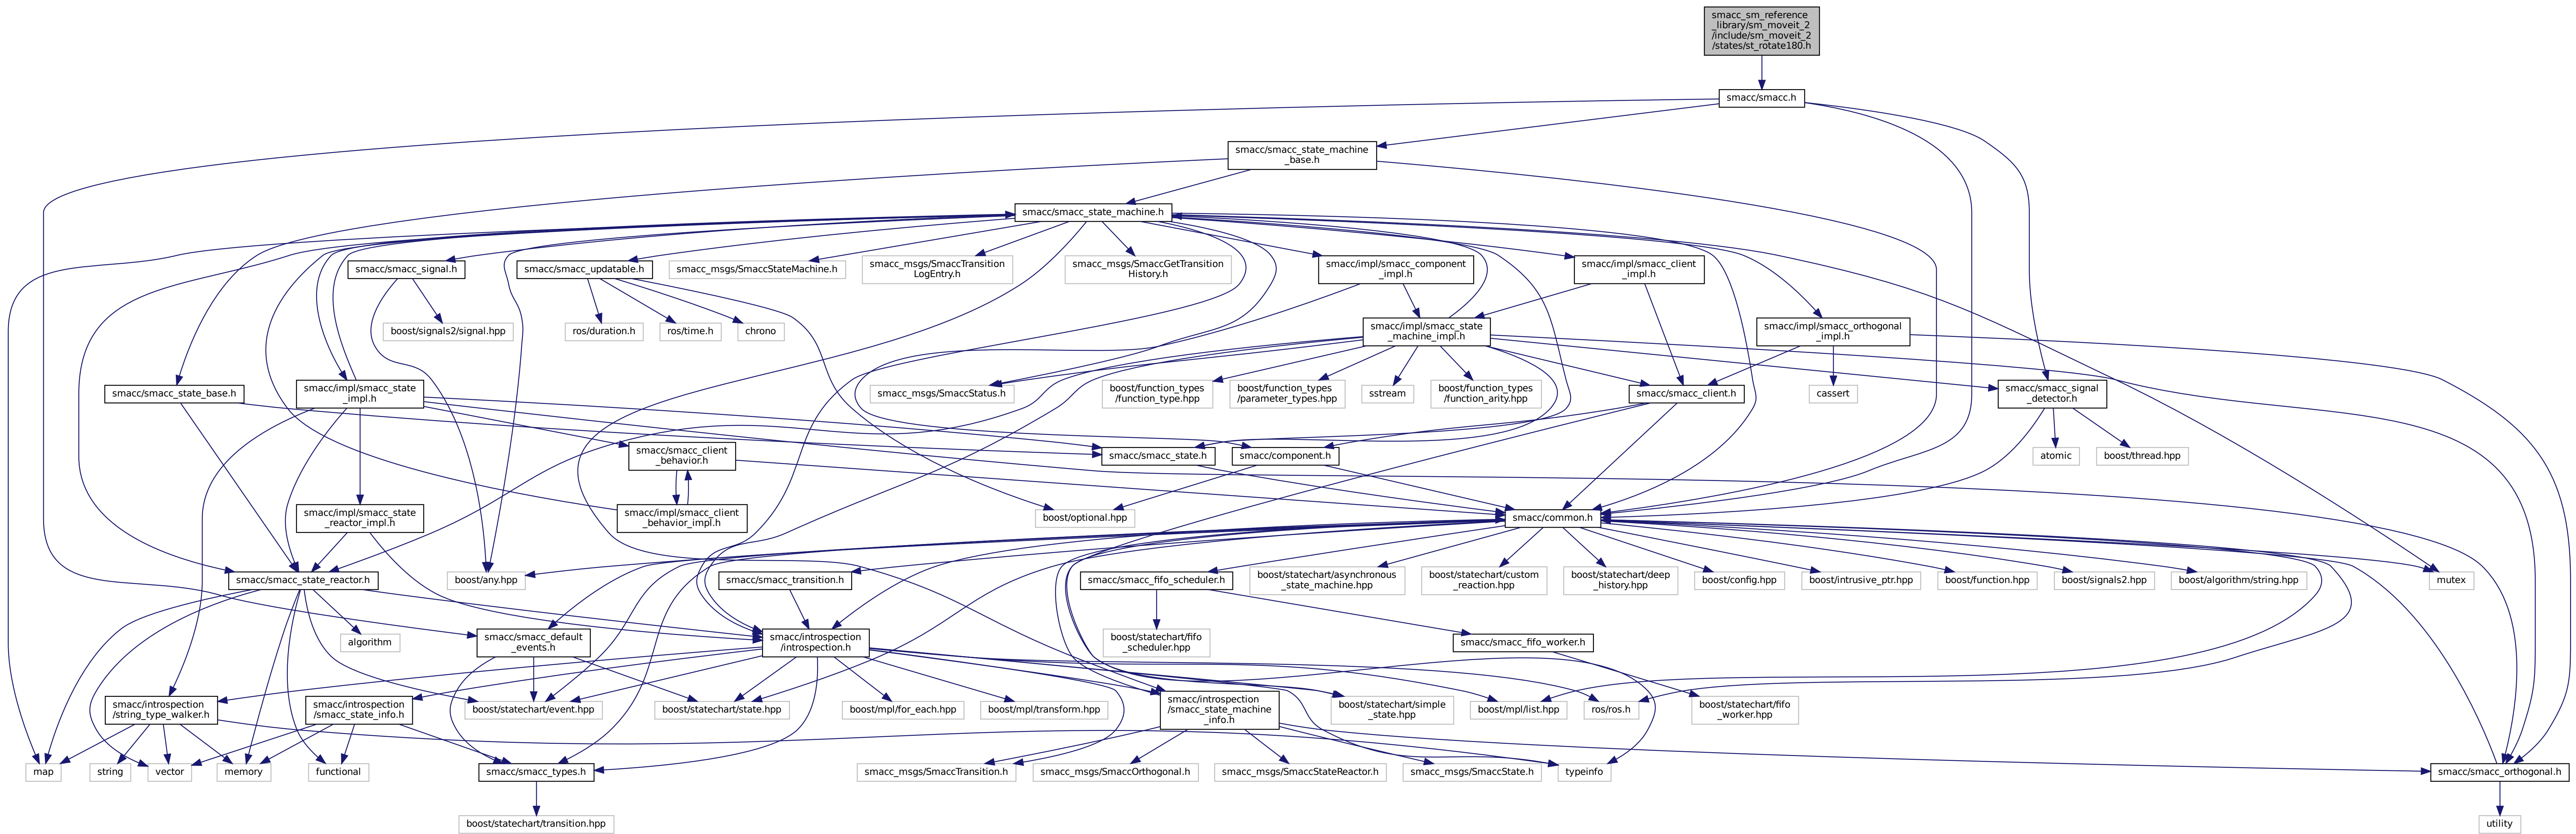 smacc_sm_reference
_library/sm_moveit_2
/include/sm_moveit_2
/states/st_rotate180.h
smacc/smacc.h
smacc/smacc_state_machine
_base.h
smacc/smacc_state_machine.h
smacc/smacc_signal.h
smacc/smacc_updatable.h
smacc_msgs/SmaccStateMachine.h
smacc_msgs/SmaccTransition
LogEntry.h
smacc_msgs/SmaccGetTransition
History.h
smacc/impl/smacc_component
_impl.h
smacc/impl/smacc_client
_impl.h
boost/signals2/signal.hpp
ros/duration.h
ros/time.h
chrono
smacc/impl/smacc_state
_machine_impl.h
smacc/impl/smacc_orthogonal
_impl.h
smacc/smacc_state_base.h
smacc/impl/smacc_state
_impl.h
smacc_msgs/SmaccStatus.h
boost/function_types
/function_type.hpp
boost/function_types
/parameter_types.hpp
sstream
boost/function_types
/function_arity.hpp
smacc/smacc_client.h
cassert
smacc/smacc_signal
_detector.h
smacc/smacc_client
_behavior.h
smacc/smacc_state.h
smacc/component.h
atomic
boost/thread.hpp
smacc/impl/smacc_state
_reactor_impl.h
smacc/impl/smacc_client
_behavior_impl.h
boost/optional.hpp
smacc/common.h
smacc/smacc_state_reactor.h
boost/any.hpp
smacc/smacc_transition.h
smacc/smacc_fifo_scheduler.h
boost/statechart/asynchronous
_state_machine.hpp
boost/statechart/custom
_reaction.hpp
boost/statechart/deep
_history.hpp
boost/config.hpp
boost/intrusive_ptr.hpp
boost/function.hpp
boost/signals2.hpp
boost/algorithm/string.hpp
mutex
algorithm
smacc/smacc_default
_events.h
smacc/introspection
/introspection.h
boost/statechart/fifo
_scheduler.hpp
smacc/smacc_fifo_worker.h
smacc/introspection
/string_type_walker.h
smacc/introspection
/smacc_state_info.h
boost/statechart/event.hpp
boost/statechart/state.hpp
boost/mpl/for_each.hpp
boost/mpl/transform.hpp
smacc/introspection
/smacc_state_machine
_info.h
boost/statechart/simple
_state.hpp
boost/mpl/list.hpp
ros/ros.h
boost/statechart/fifo
_worker.hpp
map
string
vector
memory
functional
smacc/smacc_types.h
smacc_msgs/SmaccTransition.h
smacc_msgs/SmaccOrthogonal.h
smacc_msgs/SmaccStateReactor.h
smacc_msgs/SmaccState.h
typeinfo
smacc/smacc_orthogonal.h
boost/statechart/transition.hpp
utility